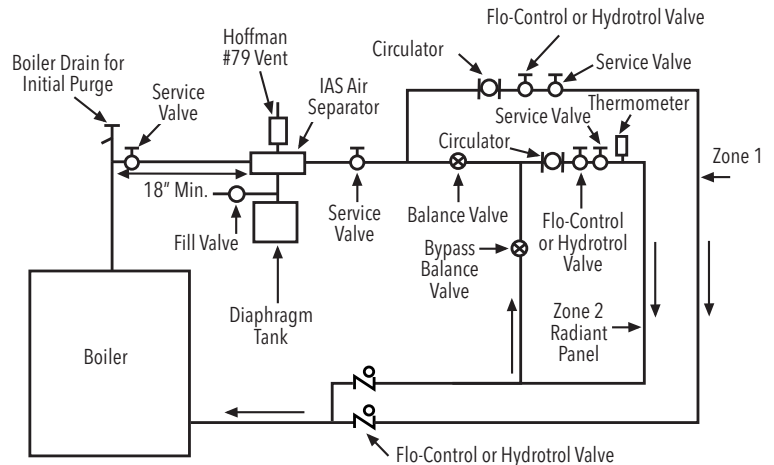 Flo-Control or Hydrotrol Valve
Hoffman
#79 Vent
Circulator
Service Valve
Boiler Drain for
Initial Purge
Service
Valve
IAS Air
Separator
Service Valve
Thermometer
Circulator
Zone 1
18" Min.
Fill Valve
Service
Valve
Balance Valve
Flo-Control
or Hydrotrol
Valve
Bypass
Balance
Valve
Diaphragm
Tank
Zone 2
Radiant
Panel
Boiler
Flo-Control or Hydrotrol Valve